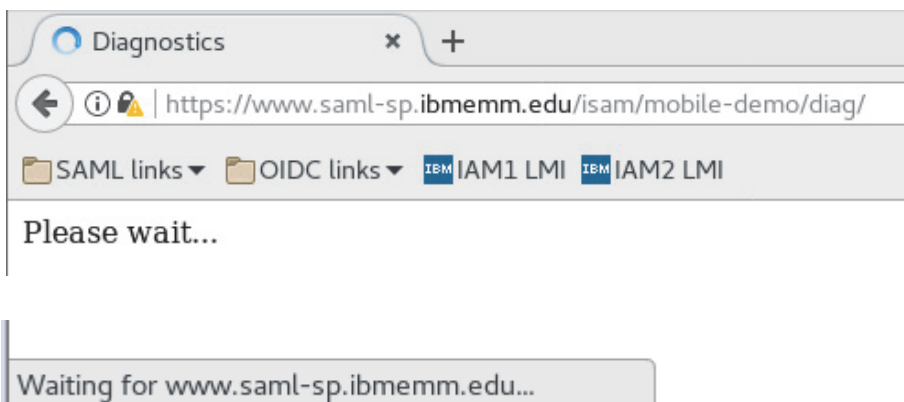 Diagnostics × +
https://www.saml-sp.ibmemm.edu/isam/mobile-demo/diag/
SAML links OIDC links IBM IAM1 LMI IBM IAM2 LMI
Please wait...
Waiting for www.saml-sp.ibmemm.edu...